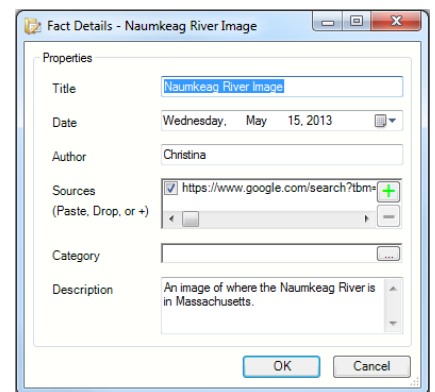 Fact Details - Naumkeag River Image
Properties
Title
Naumkeag River Image
Date
Wednesday, May 15, 2013
Author
Christina
Sources
(Paste, Drop, or +)
https://www.google.com/search?tbm=
Category
...
Description
An image of where the Naumkeag River is
in Massachusetts.
OK
Cancel